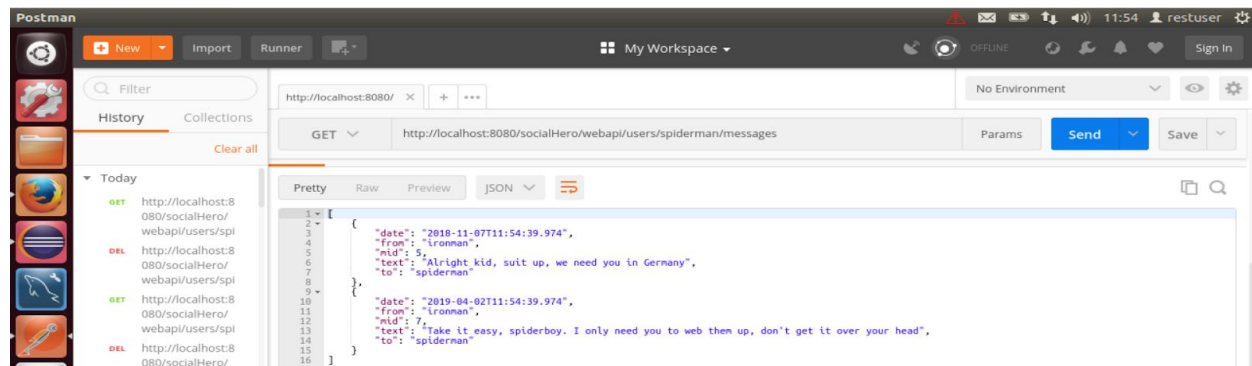 Postman
11:54 restuser
New Import Runner My Workspace OFFLINE Sign In
Filter
http://localhost:8080/
No Environment
History Collections
GET http://localhost:8080/socialHero/webapi/users/spiderman/messages Params Send Save
Clear all
Today
Pretty Raw Preview JSON
GET http://localhost:8
080/socialHero/
webapi/users/spi
DEL http://localhost:8
080/socialHero/
webapi/users/spi
GET http://localhost:8
080/socialHero/
webapi/users/spi
DEL http://localhost:8
080/socialHero/
1 [
2 {
3 "date": "2018-11-07T11:54:39.974",
4 "from": "ironman",
5 "mid": 5,
6 "text": "Alright kid, suit up, we need you in Germany",
7 "to": "spiderman"
8 },
9 {
10 "date": "2019-04-02T11:54:39.974",
11 "from": "ironman",
12 "mid": 7,
13 "text": "Take it easy, spiderboy. I only need you to web them up, don't get it over your head",
14 "to": "spiderman"
15 }
16 ]